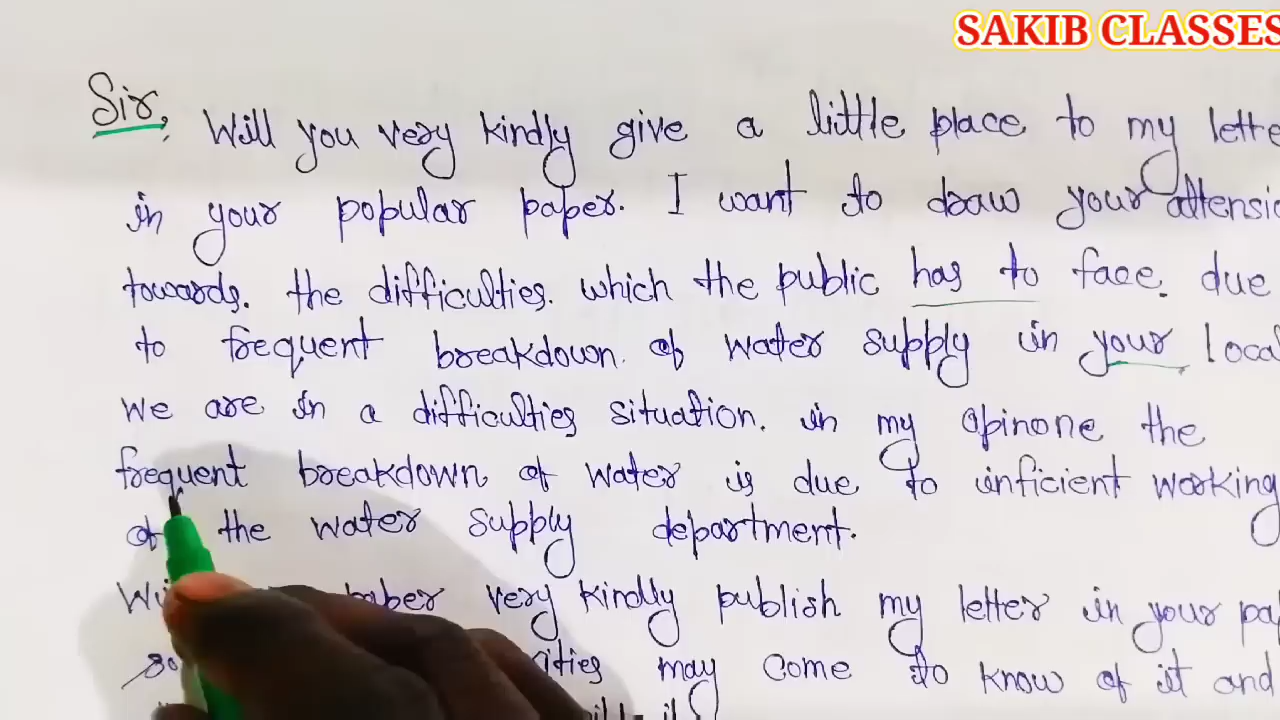 SAKIB CLASSES
Sir, Will you very kindly give a little place to my lette
in your popular paper. I want to draw your attensio
towards. the difficulties. which the public has to face. due
to frequent breakdown. of water supply in your local
We are in a difficulties situation. in my opinone the
frequent breakdown of water is due to inficient working
of the water supply department.
very kindly publish my letter in your pap
may come to know of it and